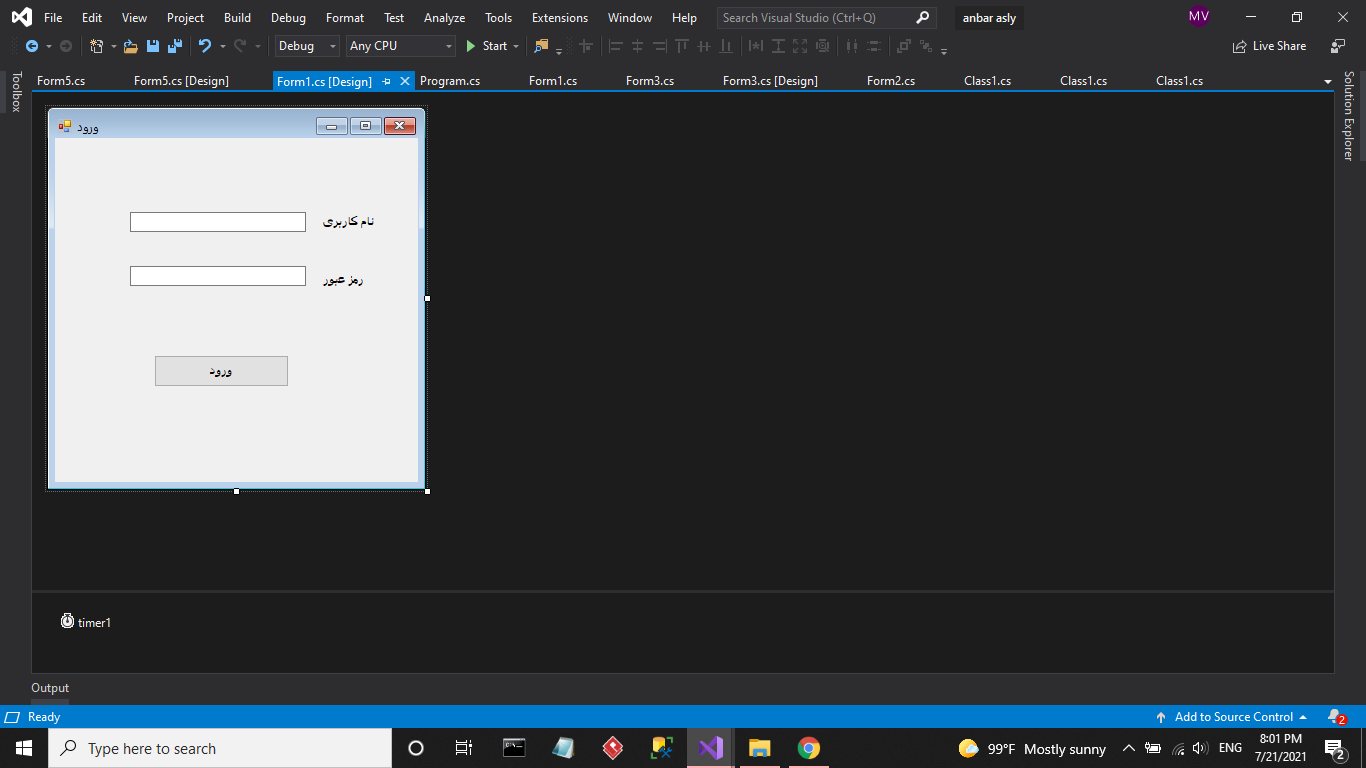 File Edit View Project Build Debug Format Test Analyze Tools Extensions Window Help Search Visual Studio (Ctrl+Q) anbar asly MV
Debug Any CPU Start Live Share
Form5.cs Form5.cs [Design] Form1.cs [Design] Program.cs Form1.cs Form3.cs Form3.cs [Design] Form2.cs Class1.cs Class1.cs Class1.cs
Toolbox
Solution Explorer
ورود
نام کاربری
رمز عبور
ورود
timer1
Output
Ready Add to Source Control 2
Type here to search 99°F Mostly sunny ENG 8:01 PM
7/21/2021 2